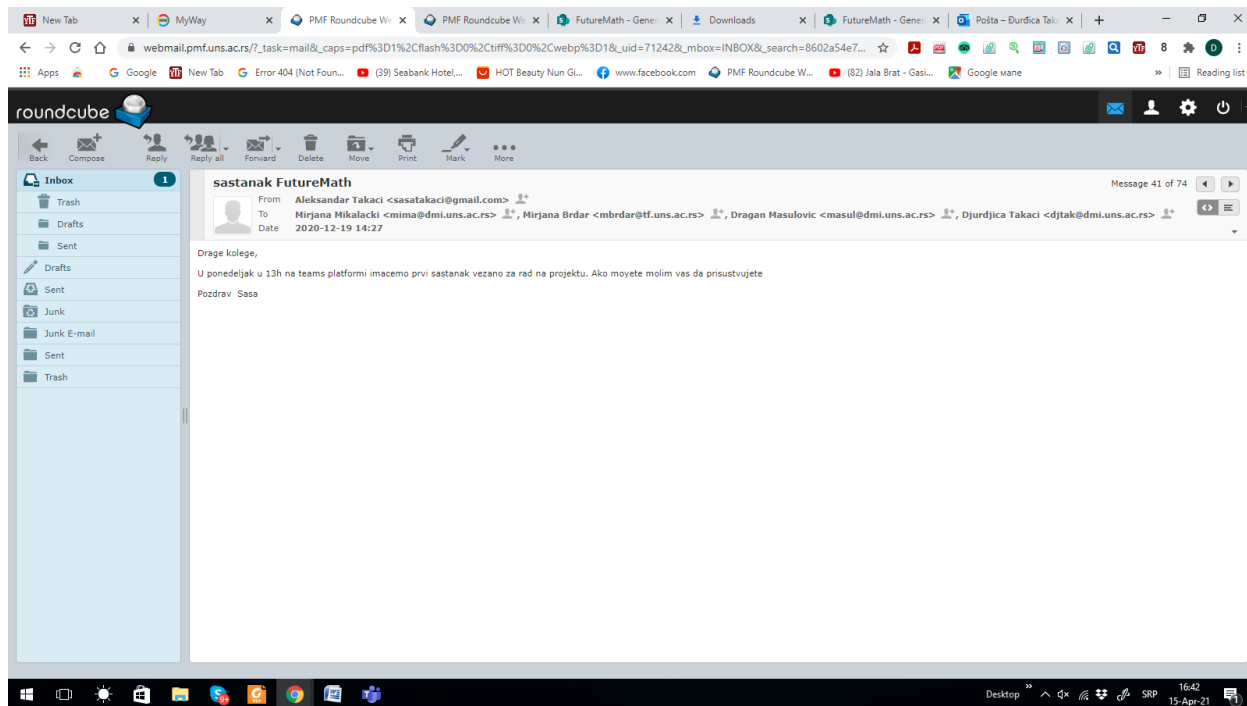 New Tab MyWay PMF Roundcube We PMF Roundcube We FutureMath - Gener Downloads FutureMath - Gener Pošta – Đurđica Taka
webmail.pmf.uns.ac.rs/?_task=mail&_caps=pdf%3D1%2Cflash%3D0%2Ctiff%3D0%2Cwebp%3D1&_uid=71242&_mbox=INBOX&_search=8602a54e7... 8 D
Apps Google New Tab Error 404 (Not Foun... (39) Seabank Hotel,... HOT Beauty Nun Gi... www.facebook.com PMF Roundcube W... (82) Jala Brat - Gasi... Google мапе » Reading list
roundcube
Back Compose Reply Reply all Forward Delete Move Print Mark More
Inbox 1
Trash
Drafts
Sent
Drafts
Sent
Junk
Junk E-mail
Sent
Trash
sastanak FutureMath
Message 41 of 74
From Aleksandar Takaci <sasatakaci@gmail.com>
To Mirjana Mikalacki <mima@dmi.uns.ac.rs>, Mirjana Brdar <mbrdar@tf.uns.ac.rs>, Dragan Masulovic <masul@dmi.uns.ac.rs>, Djurdjica Takaci <djtak@dmi.uns.ac.rs>
Date 2020-12-19 14:27
Drage kolege,
U ponedeljak u 13h na teams platformi imacemo prvi sastanak vezano za rad na projektu. Ako moyete molim vas da prisustvujete
Pozdrav Sasa
Desktop » SRP 16:42
15-Apr-21